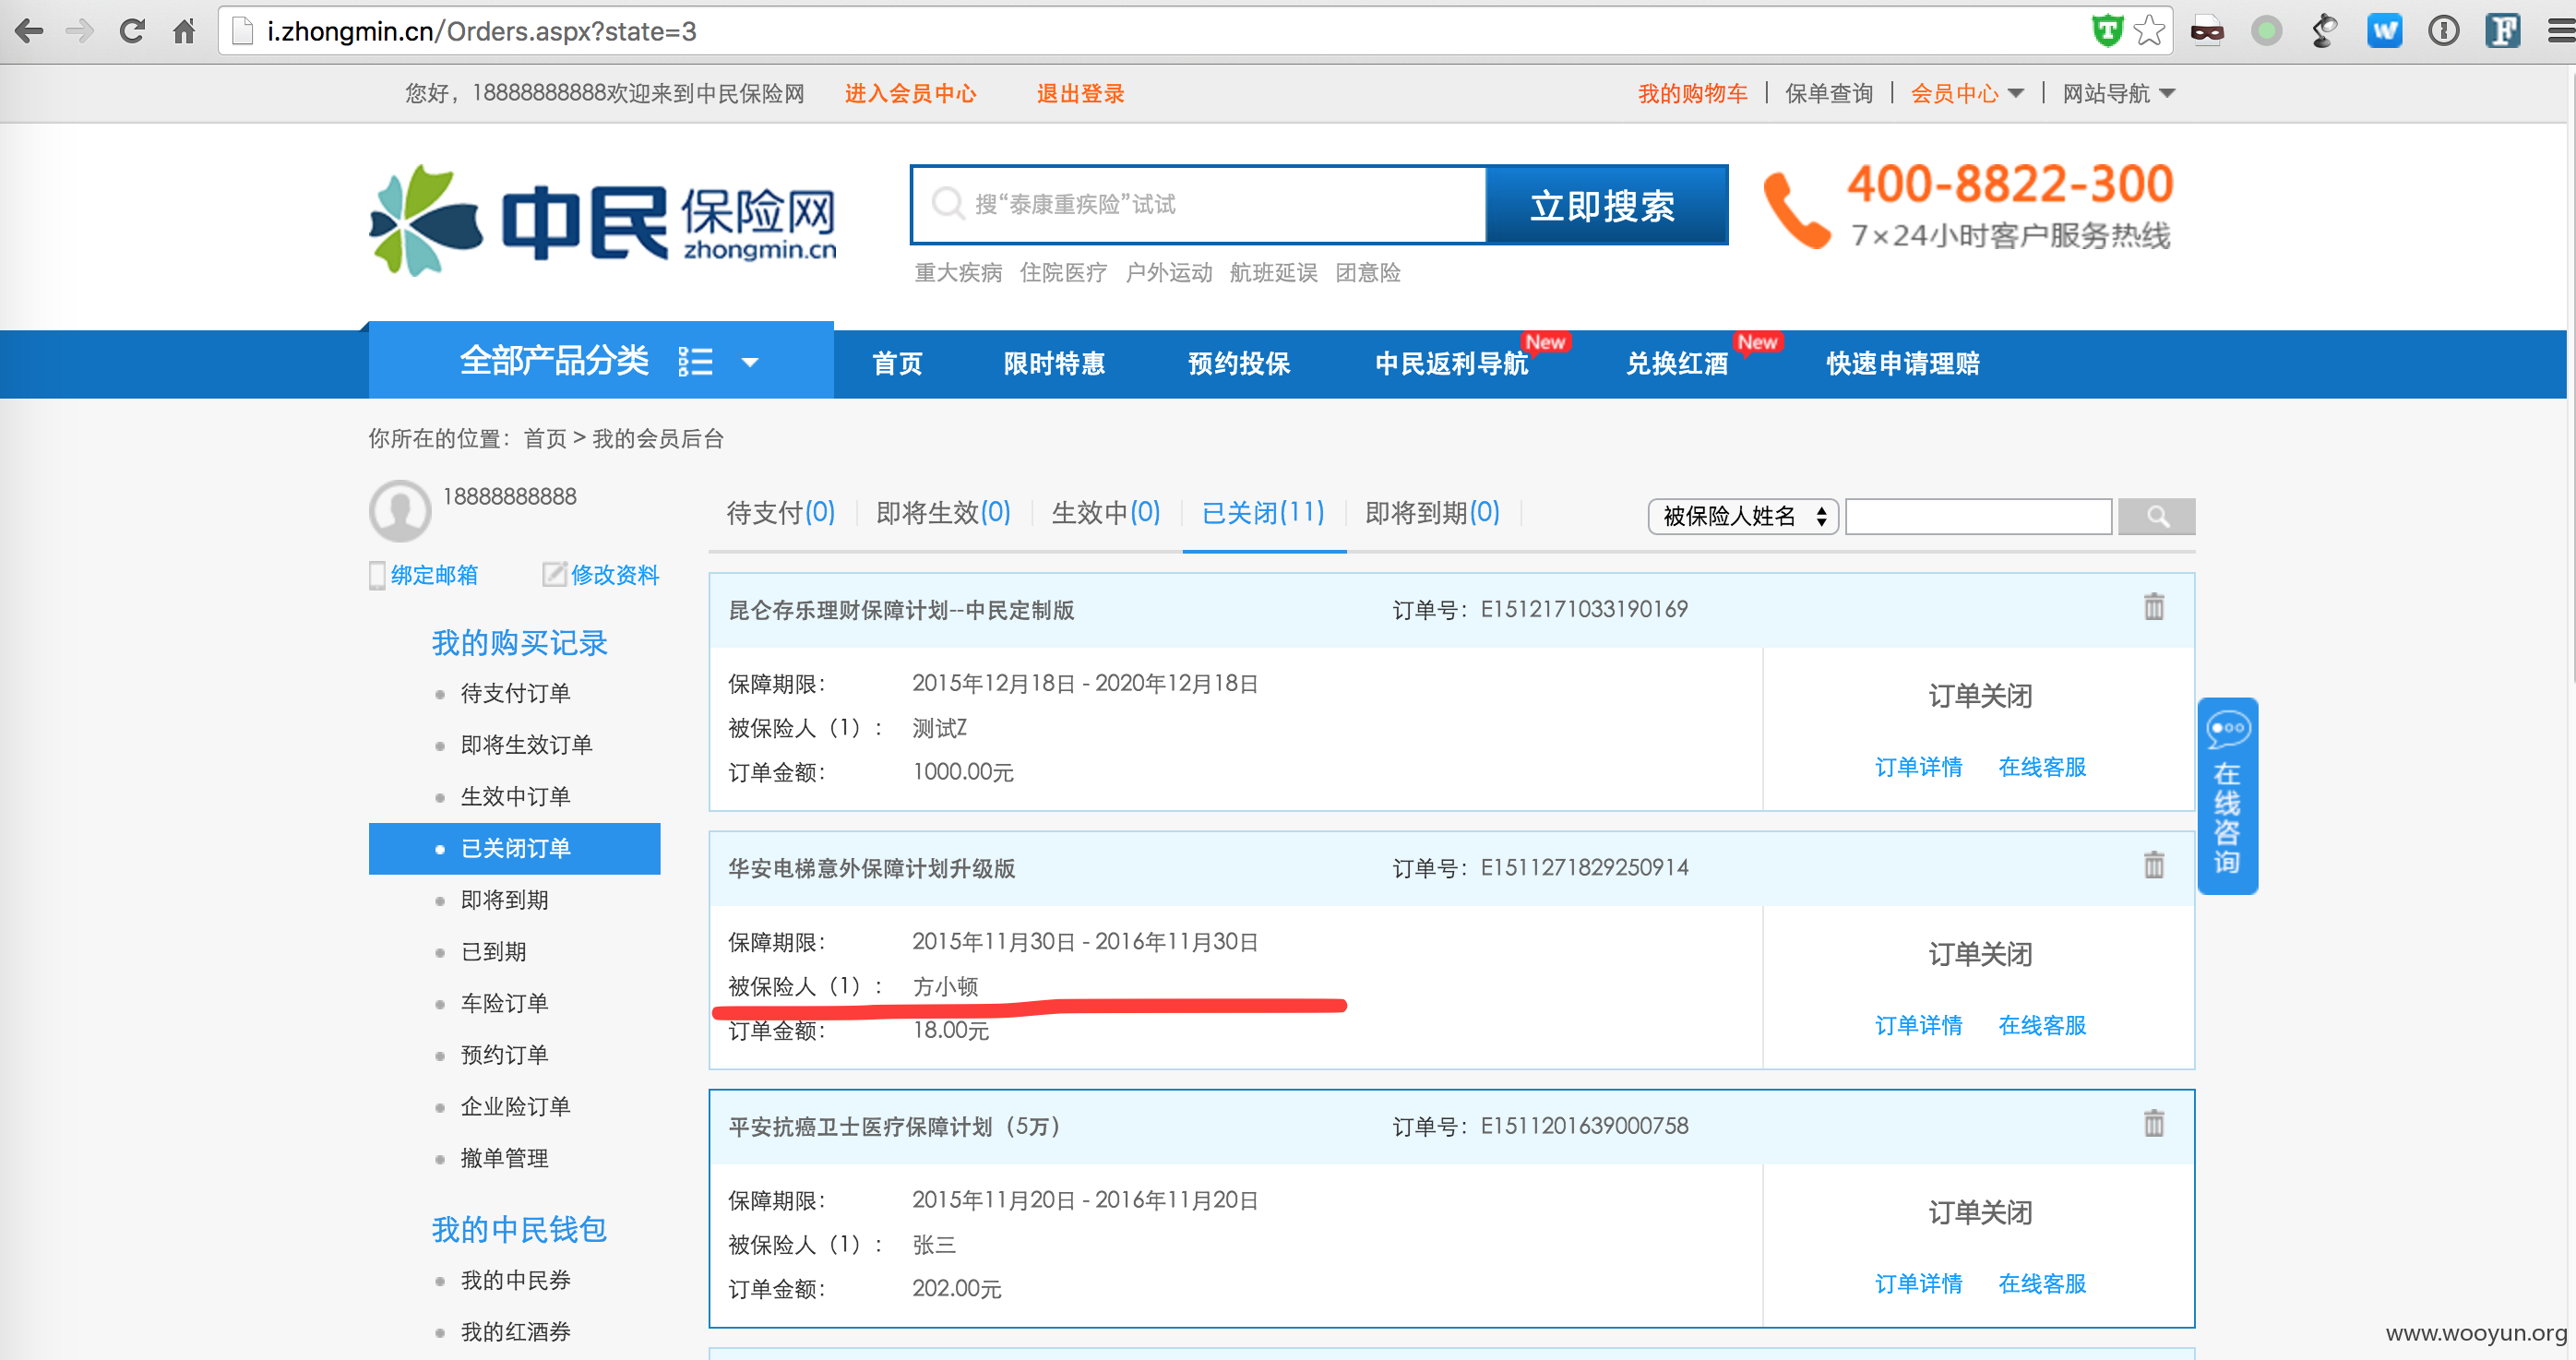 i.zhongmin.cn/Orders.aspx?state=3
您好，18888888888欢迎来到中民保险网 进入会员中心 退出登录 我的购物车 | 保单查询 | 会员中心 | 网站导航
中民 保险网
zhongmin.cn
搜“泰康重疾险”试试 立即搜索
400-8822-300
7×24小时客户服务热线
重大疾病 住院医疗 户外运动 航班延误 团意险
全部产品分类 首页 限时特惠 预约投保 中民返利导航 New 兑换红酒 New 快速申请理赔
你所在的位置：首页 > 我的会员后台
18888888888
绑定邮箱 修改资料
我的购买记录
待支付订单
即将生效订单
生效中订单
已关闭订单
即将到期
已到期
车险订单
预约订单
企业险订单
撤单管理
我的中民钱包
我的中民券
我的红酒券
待支付(0) 即将生效(0) 生效中(0) 已关闭(11) 即将到期(0) 被保险人姓名
昆仑存乐理财保障计划--中民定制版 订单号：E1512171033190169
保障期限： 2015年12月18日 - 2020年12月18日
被保险人（1）： 测试Z
订单金额： 1000.00元
订单关闭
订单详情 在线客服
华安电梯意外保障计划升级版 订单号：E1511271829250914
保障期限： 2015年11月30日 - 2016年11月30日
被保险人（1）： 方小顿
订单金额： 18.00元
订单关闭
订单详情 在线客服
平安抗癌卫士医疗保障计划（5万） 订单号：E1511201639000758
保障期限： 2015年11月20日 - 2016年11月20日
被保险人（1）： 张三
订单金额： 202.00元
订单关闭
订单详情 在线客服
在线咨询
www.wooyun.org